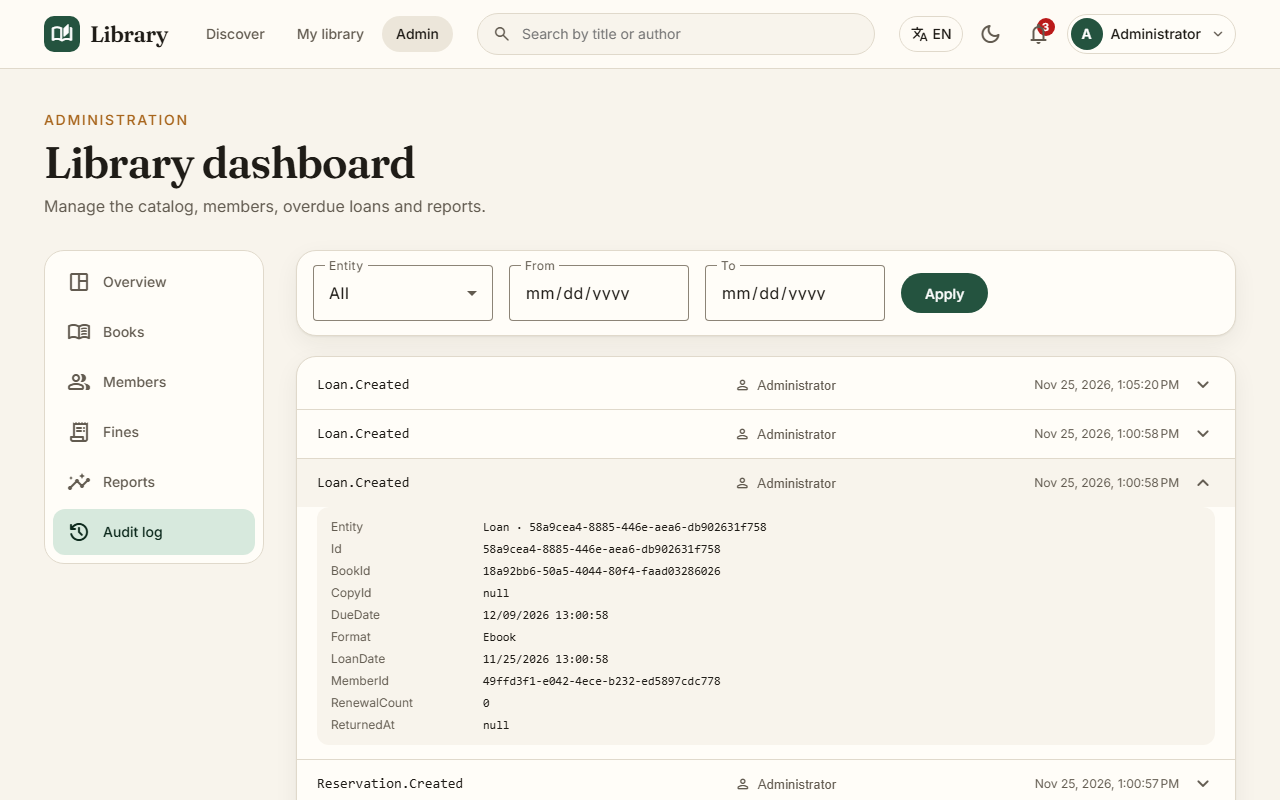 Library
Discover
My library
Admin
Search by title or author
EN
3
A
Administrator
ADMINISTRATION
Library dashboard
Manage the catalog, members, overdue loans and reports.
Overview
Books
Members
Fines
Reports
Audit log
Entity
All
From
mm/dd/yyyy
To
mm/dd/yyyy
Apply
Loan.Created Administrator Nov 25, 2026, 1:05:20 PM
Loan.Created Administrator Nov 25, 2026, 1:00:58 PM
Loan.Created Administrator Nov 25, 2026, 1:00:58 PM
Entity Loan · 58a9cea4-8885-446e-aea6-db902631f758
Id 58a9cea4-8885-446e-aea6-db902631f758
BookId 18a92bb6-50a5-4044-80f4-faad03286026
CopyId null
DueDate 12/09/2026 13:00:58
Format Ebook
LoanDate 11/25/2026 13:00:58
MemberId 49ffd3f1-e042-4ece-b232-ed5897cdc778
RenewalCount 0
ReturnedAt null
Reservation.Created Administrator Nov 25, 2026, 1:00:57 PM